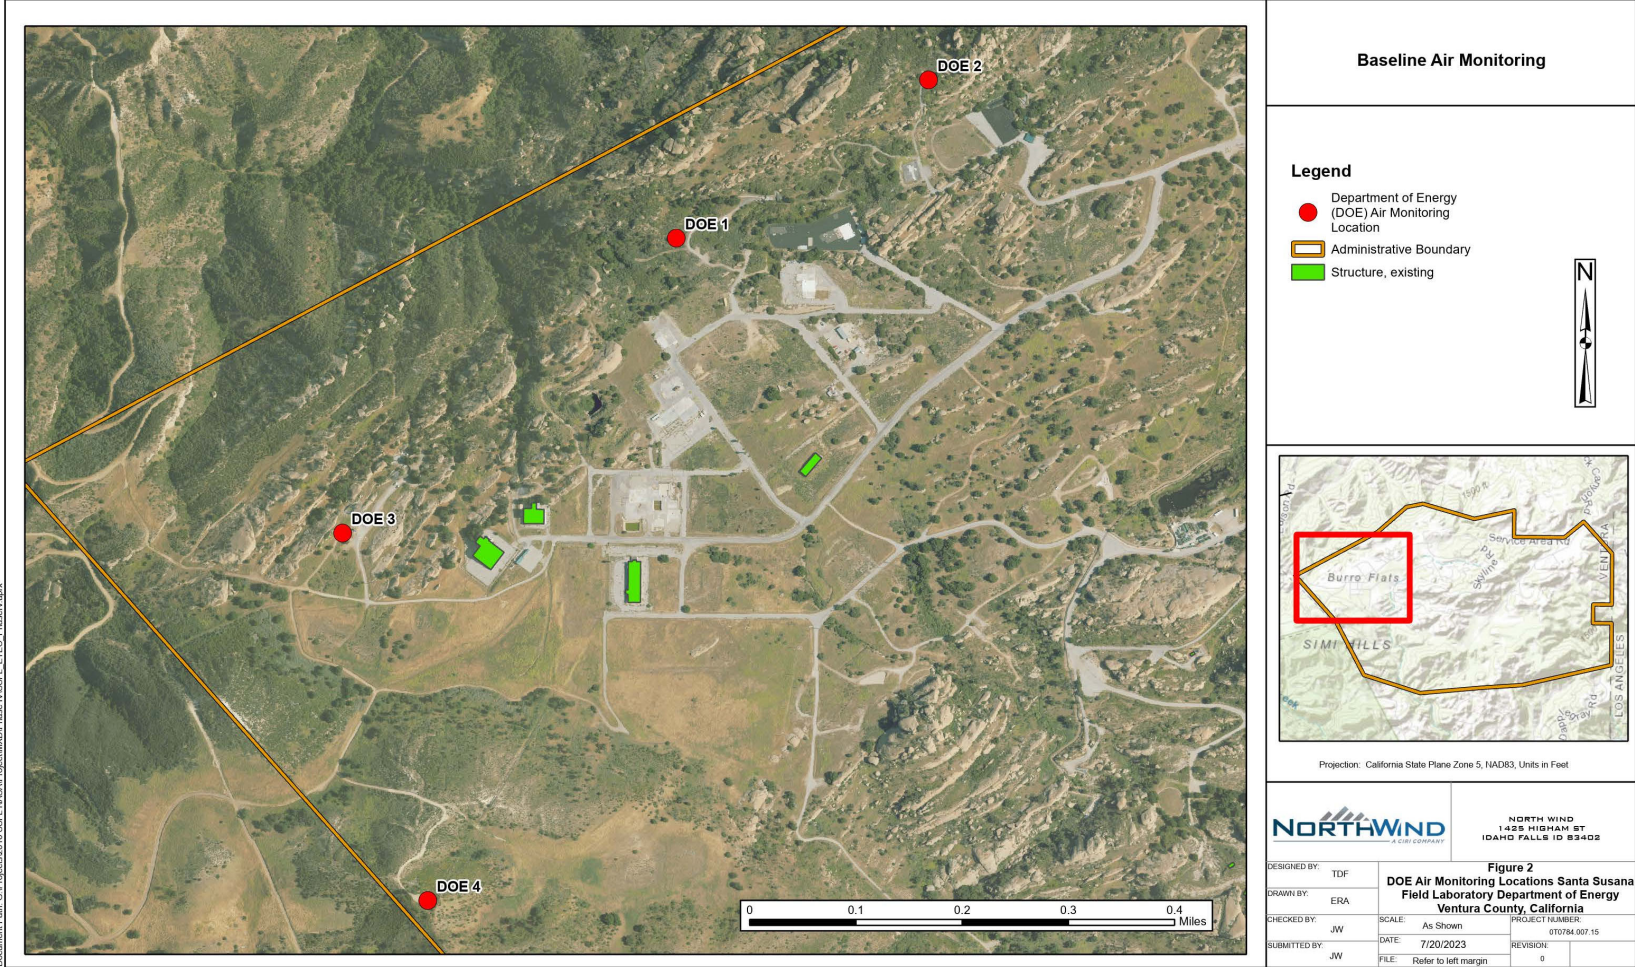 Baseline Air Monitoring
Legend
Department of Energy
(DOE) Air Monitoring
Location
Administrative Boundary
Structure, existing
N
DOE 2
DOE 1
DOE 3
DOE 4
0 0.1 0.2 0.3 0.4
Miles
1500 ft
Service Area Rd
Skyline Rd
Burro Flats
SIMI HILLS
VENTURA
LOS ANGELES
Projection: California State Plane Zone 5, NAD83, Units in Feet
NORTHWIND
A CIRI COMPANY
NORTH WIND
1425 HIGHAM ST
IDAHO FALLS ID 83402
DESIGNED BY: TDF
DRAWN BY: ERA
CHECKED BY: JW
SUBMITTED BY: JW
Figure 2
DOE Air Monitoring Locations Santa Susana
Field Laboratory Department of Energy
Ventura County, California
SCALE: As Shown
PROJECT NUMBER: 0T0784.007.15
DATE: 7/20/2023
REVISION: 0
FILE: Refer to left margin